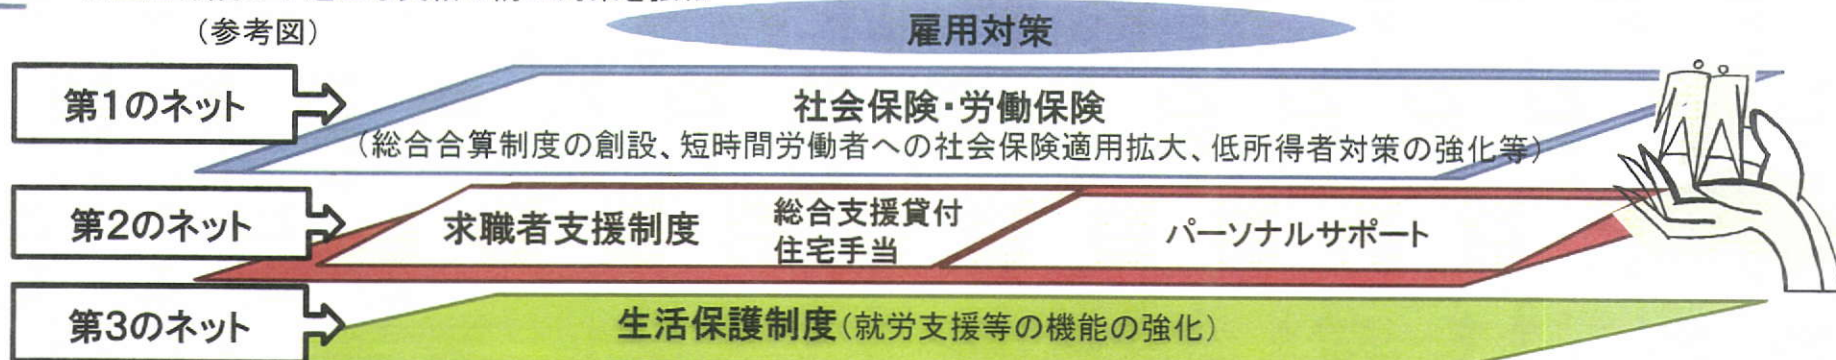 (参考図)
雇用対策
第1のネット
社会保険・労働保険
(総合合算制度の創設、短時間労働者への社会保険適用拡大、低所得者対策の強化等)
第2のネット
求職者支援制度
総合支援貸付
住宅手当
パーソナルサポート
第3のネット
生活保護制度(就労支援等の機能の強化)